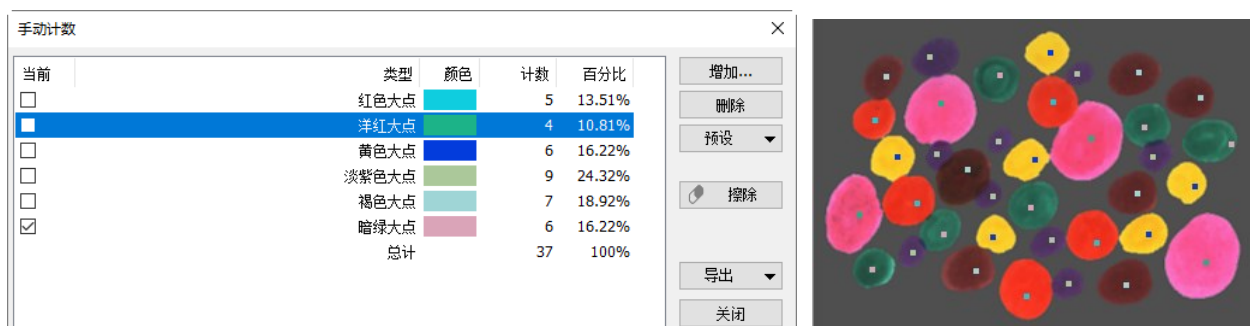 手动计数
当前 类型 颜色 计数 百分比
红色大点 5 13.51%
洋红大点 4 10.81%
黄色大点 6 16.22%
淡紫色大点 9 24.32%
褐色大点 7 18.92%
暗绿大点 6 16.22%
总计 37 100%
增加...
删除
预设
擦除
导出
关闭